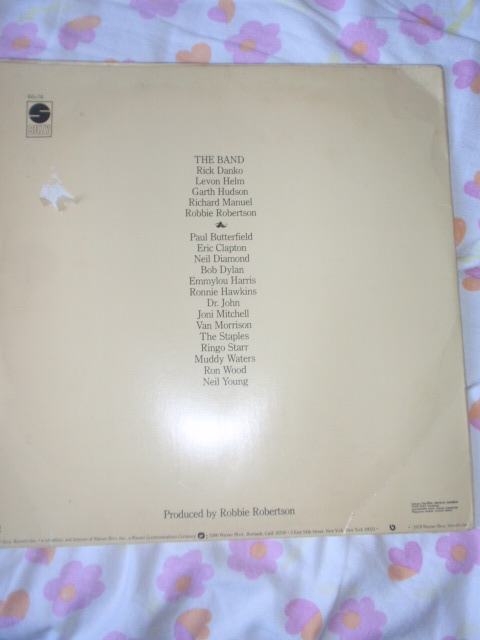 THE BAND
Rick Danko
Levon Helm
Garth Hudson
Richard Manuel
Robbie Robertson
Paul Butterfield
Eric Clapton
Neil Diamond
Bob Dylan
Emmylou Harris
Ronnie Hawkins
Dr. John
Joni Mitchell
Van Morrison
The Staples
Ringo Starr
Muddy Waters
Ron Wood
Neil Young
Produced by Robbie Robertson